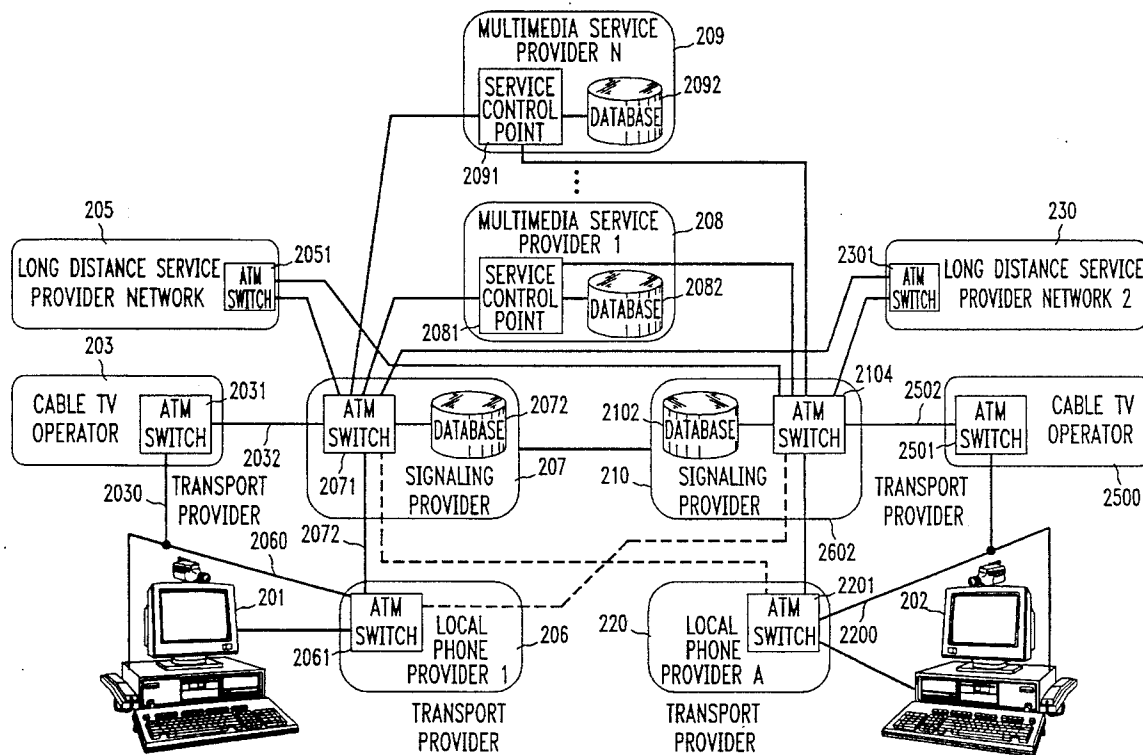 MULTIMEDIA SERVICE
PROVIDER N
209
SERVICE
CONTROL
POINT
DATABASE
2092
2091
MULTIMEDIA SERVICE
PROVIDER 1
208
SERVICE
CONTROL
POINT
DATABASE
2082
2081
205
2051
LONG DISTANCE SERVICE
PROVIDER NETWORK
ATM
SWITCH
230
2301
ATM
SWITCH
LONG DISTANCE SERVICE
PROVIDER NETWORK 2
203
2031
CABLE TV
OPERATOR
ATM
SWITCH
2032
2030
TRANSPORT
PROVIDER
ATM
SWITCH
2071
2072
DATABASE
SIGNALING
PROVIDER
207
2102
DATABASE
2104
ATM
SWITCH
210
SIGNALING
PROVIDER
2602
2502
ATM
SWITCH
2501
CABLE TV
OPERATOR
2500
TRANSPORT
PROVIDER
2060
2072
201
ATM
SWITCH
2061
LOCAL
PHONE
PROVIDER 1
206
TRANSPORT
PROVIDER
220
LOCAL
PHONE
PROVIDER A
ATM
SWITCH
2201
2200
202
TRANSPORT
PROVIDER